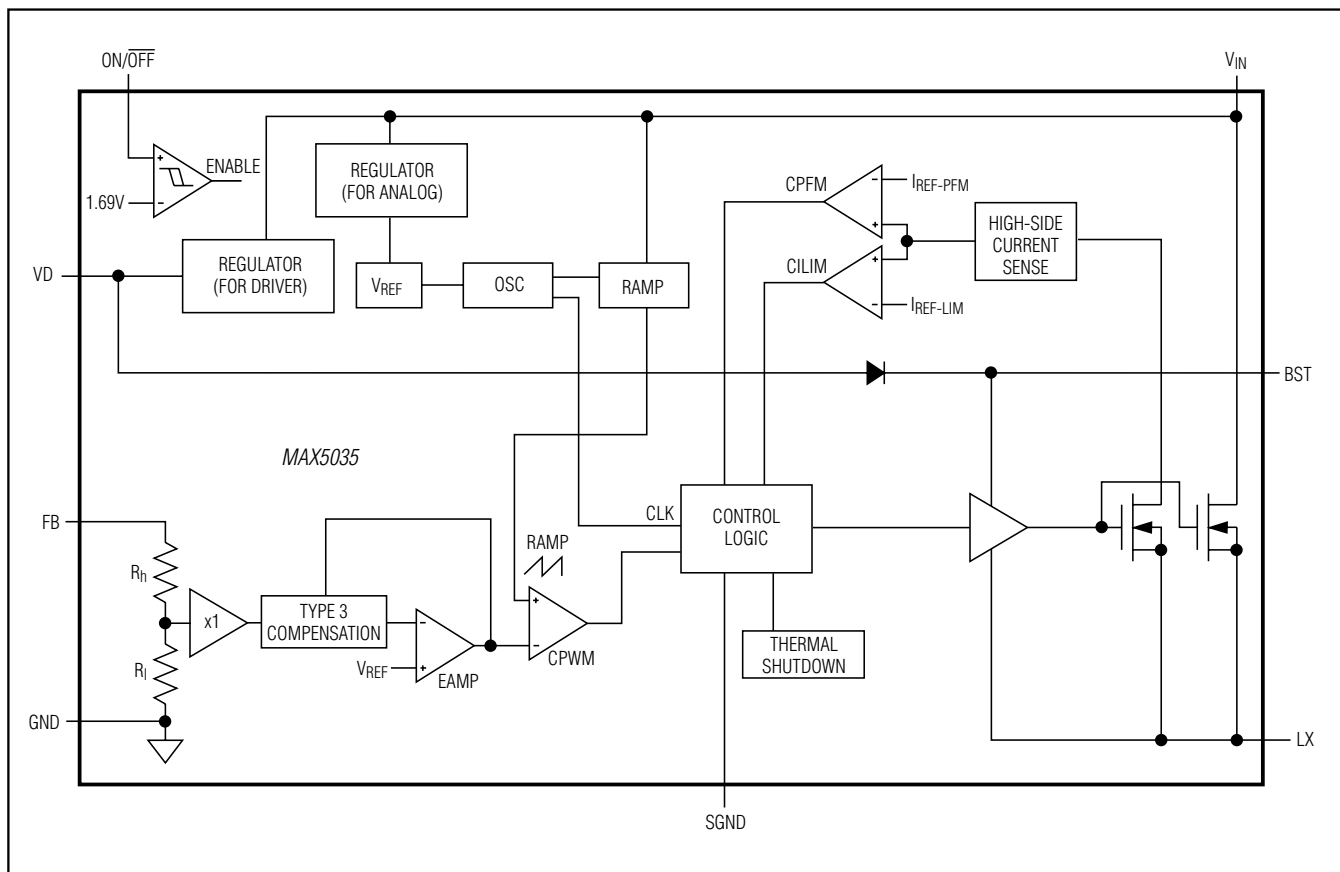 ON/OFF
VIN
ENABLE
1.69V
REGULATOR
(FOR ANALOG)
CPFM
IREF-PFM
HIGH-SIDE
CURRENT
SENSE
VD
REGULATOR
(FOR DRIVER)
VREF
OSC
RAMP
CILIM
IREF-LIM
BST
MAX5035
FB
CLK
CONTROL
LOGIC
RAMP
Rh
x1
TYPE 3
COMPENSATION
VREF
EAMP
CPWM
THERMAL
SHUTDOWN
Rl
GND
LX
SGND